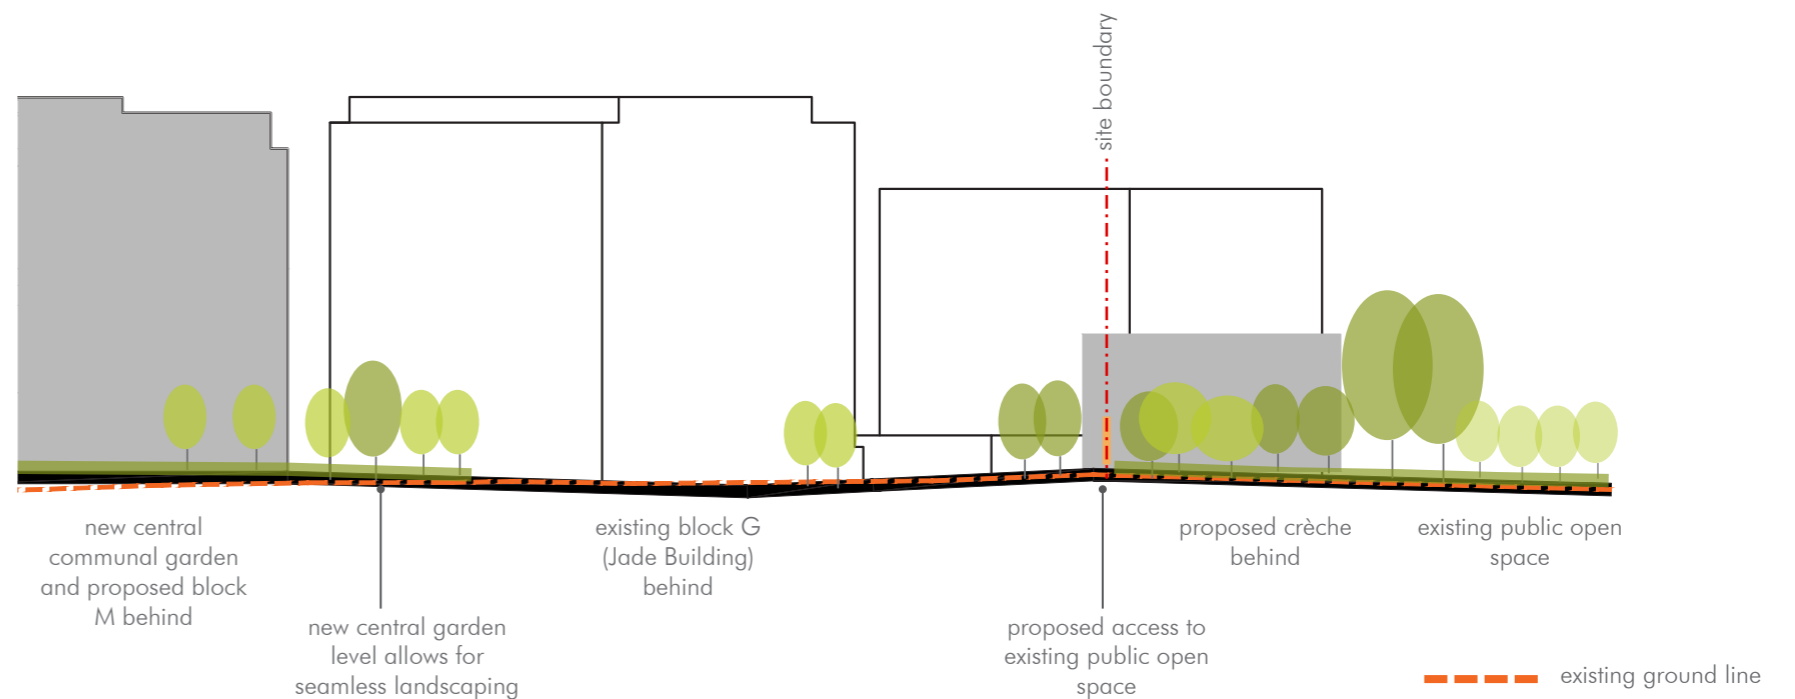 site boundary
new central
communal garden
and proposed block
M behind
new central garden
level allows for
seamless landscaping
existing block G
(Jade Building)
behind
proposed access to
existing public open
space
proposed crèche
behind
existing public open
space
existing ground line